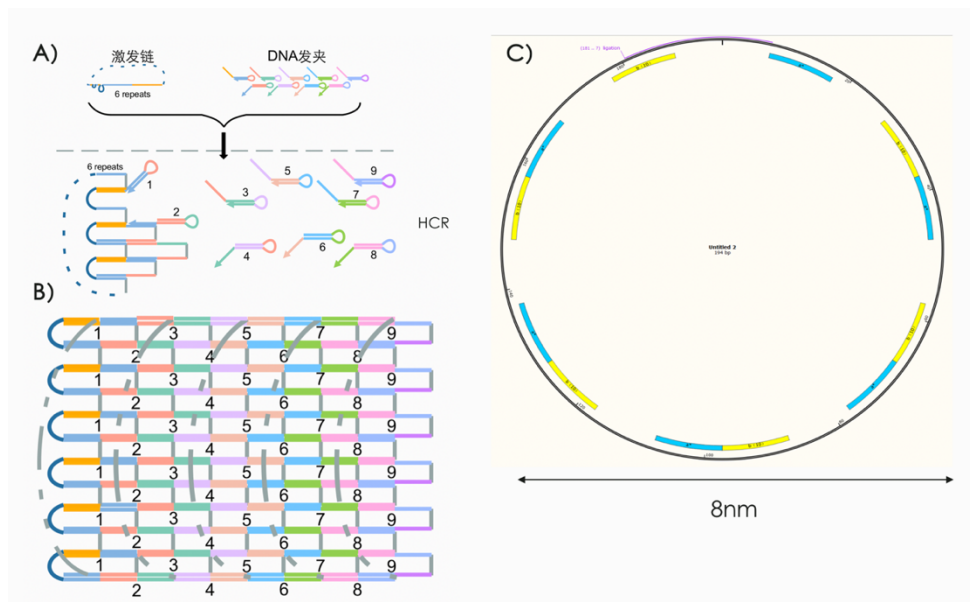 A)
激发链
DNA发夹
6 repeats
6 repeats
1
2
3
5
9
7
4
6
8
HCR
B)
1 3 5 7 9
2 4 6 8
1 3 5 7 9
2 4 6 8
1 3 5 7 9
2 4 6 8
1 3 5 7 9
2 4 6 8
1 3 5 7 9
2 4 6 8
1 3 5 7 9
2 4 6 8
C)
ligation
Untitled 2
194 bp
8nm